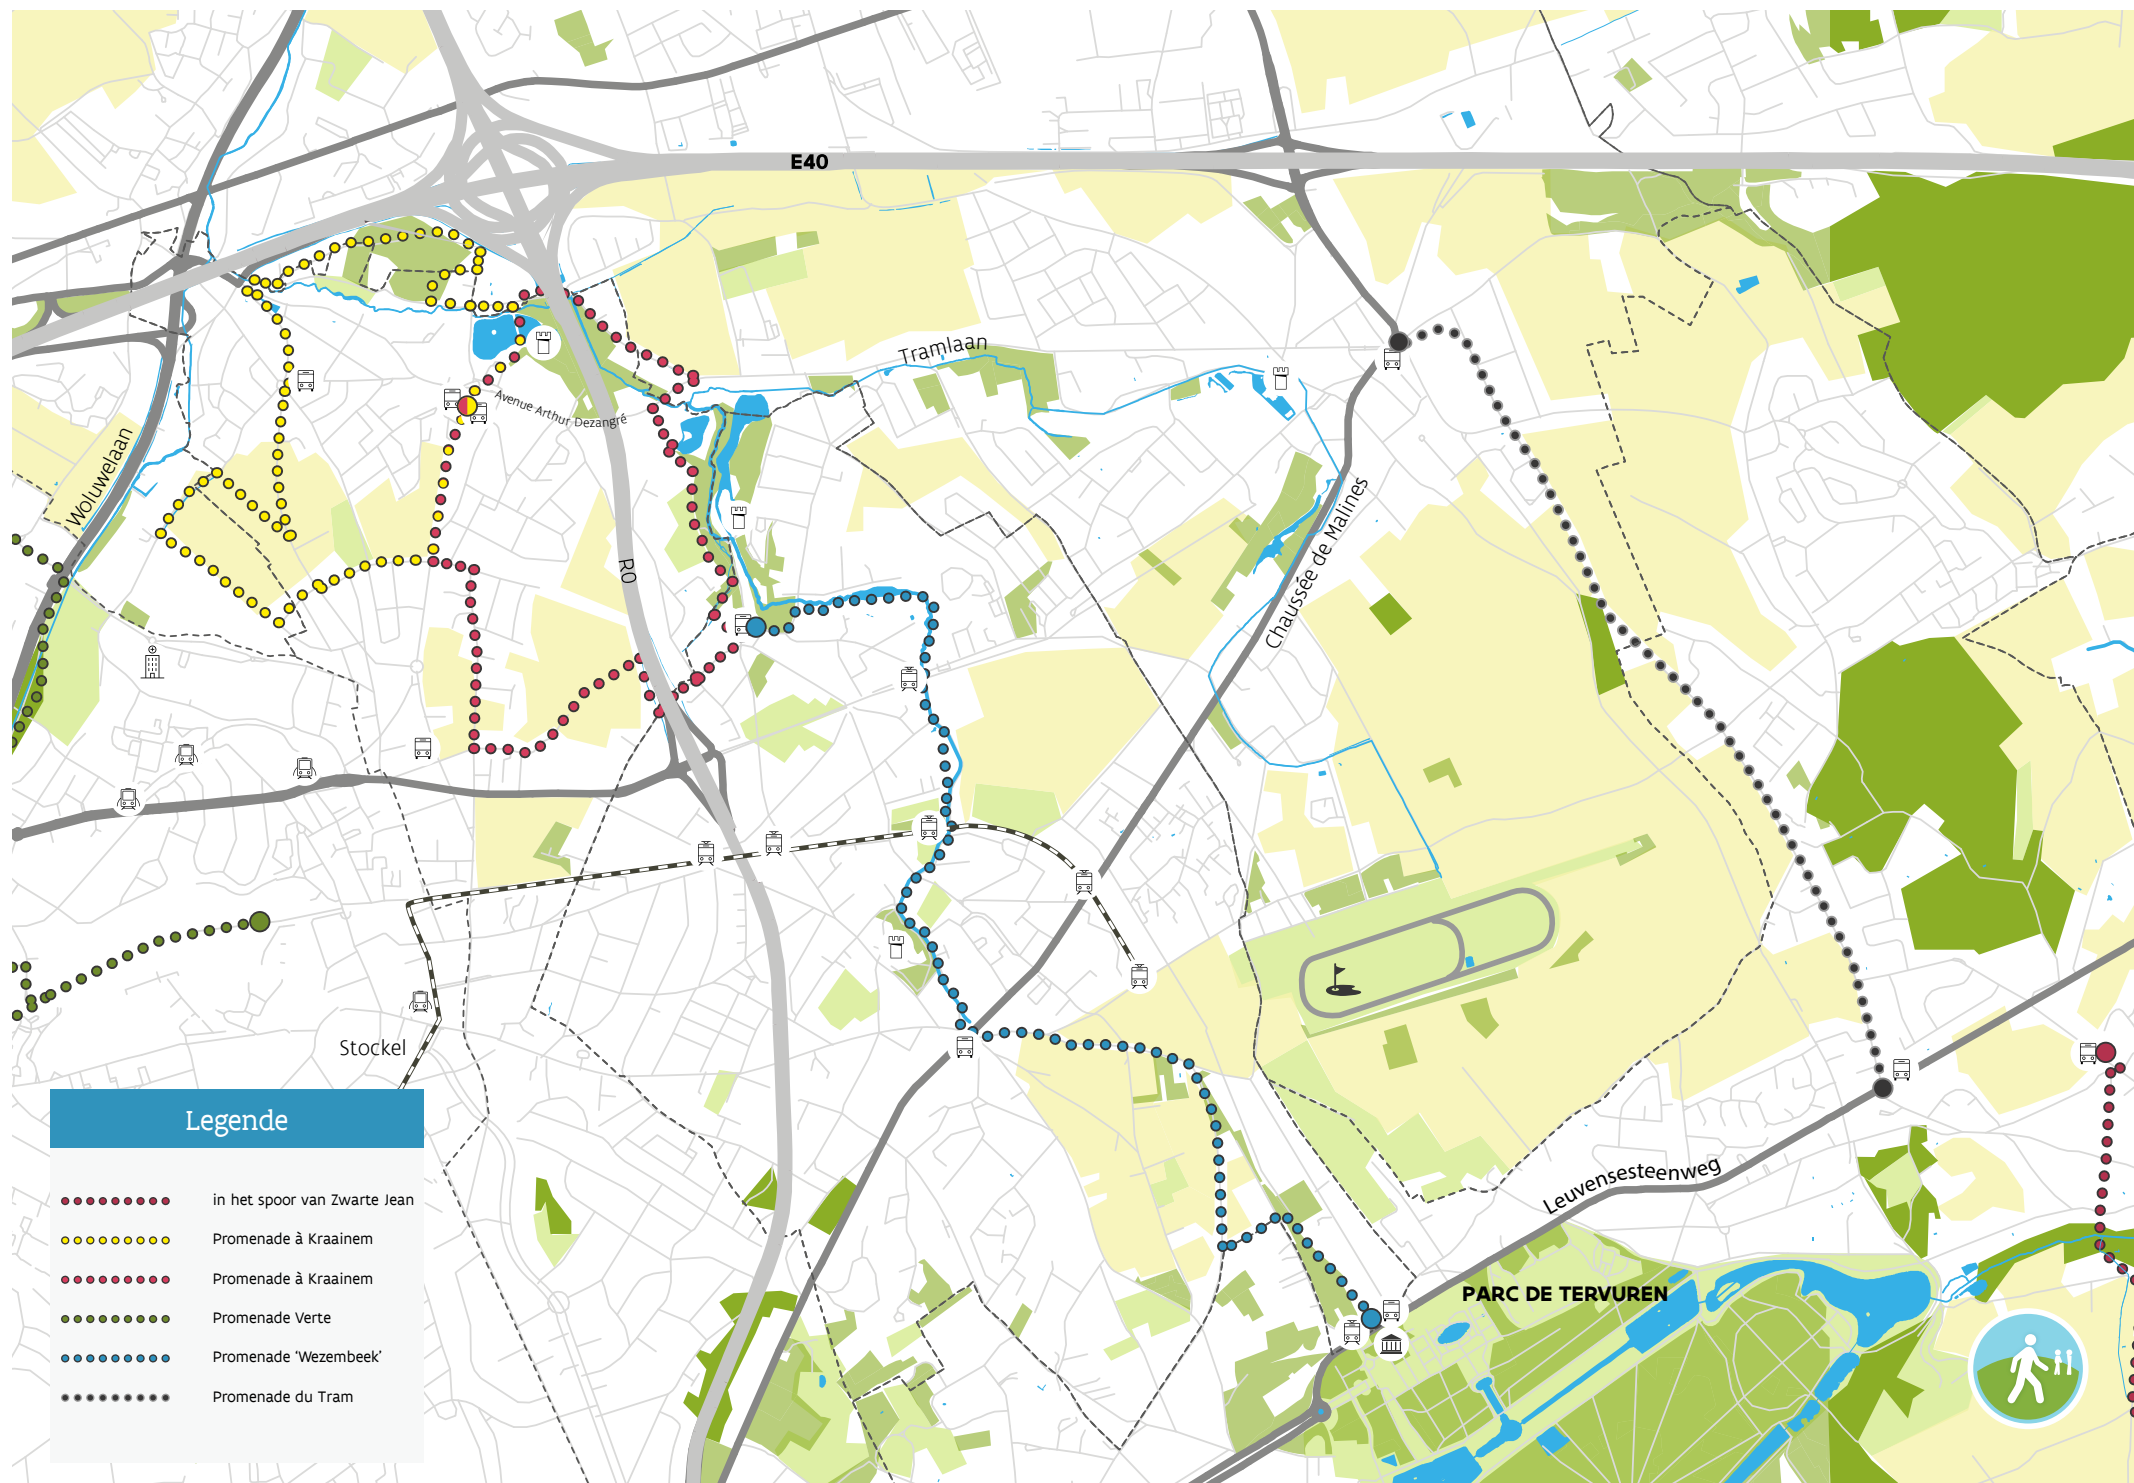 E40
Tramlaan
Avenue Arthur Dezangré
Woluwelaan
Chaussée de Malines
R0
Stockel
Leuvensesteenweg
PARC DE TERVUREN
Legende
in het spoor van Zwarte Jean
Promenade à Kraainem
Promenade à Kraainem
Promenade Verte
Promenade ‘Wezembeek’
Promenade du Tram